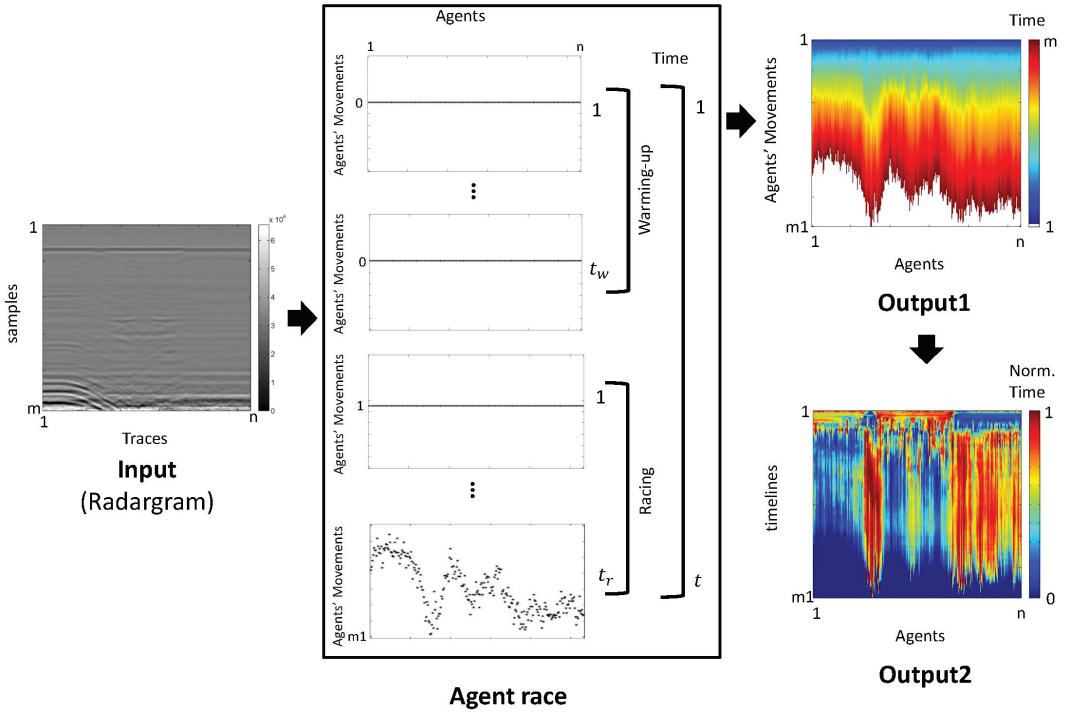 1
samples
m
1
n
Traces
x 10⁴
6
5
4
3
2
1
0
Input
(Radargram)
Agents
1
n
Time
Agents' Movements
0
1
Agents' Movements
0
t_w
Warming-up
Agents' Movements
1
1
Agents' Movements
m1
t_r
Racing
1
t
Agent race
Time
1
m
Agents' Movements
m1
1
1
n
Agents
Output1
Norm.
Time
1
1
timelines
m1
0
1
n
Agents
Output2